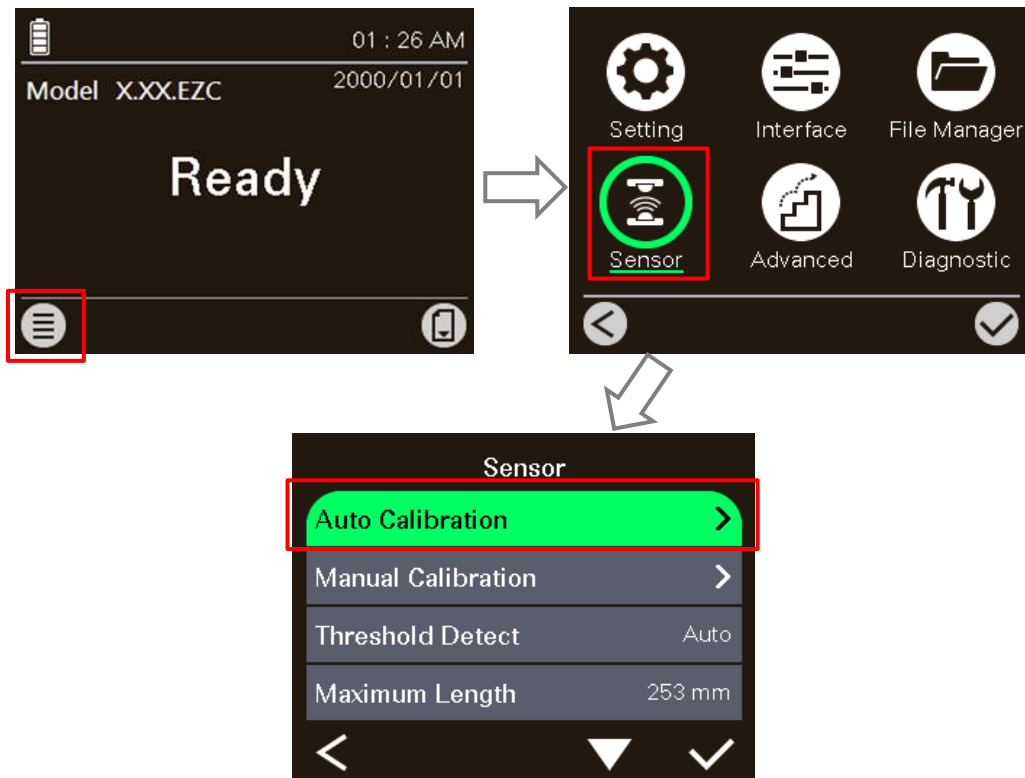 01 : 26 AM
Model X.XX.EZC
2000/01/01
Ready
Setting
Interface
File Manager
Sensor
Advanced
Diagnostic
Sensor
Auto Calibration
Manual Calibration
Threshold Detect Auto
Maximum Length 253 mm